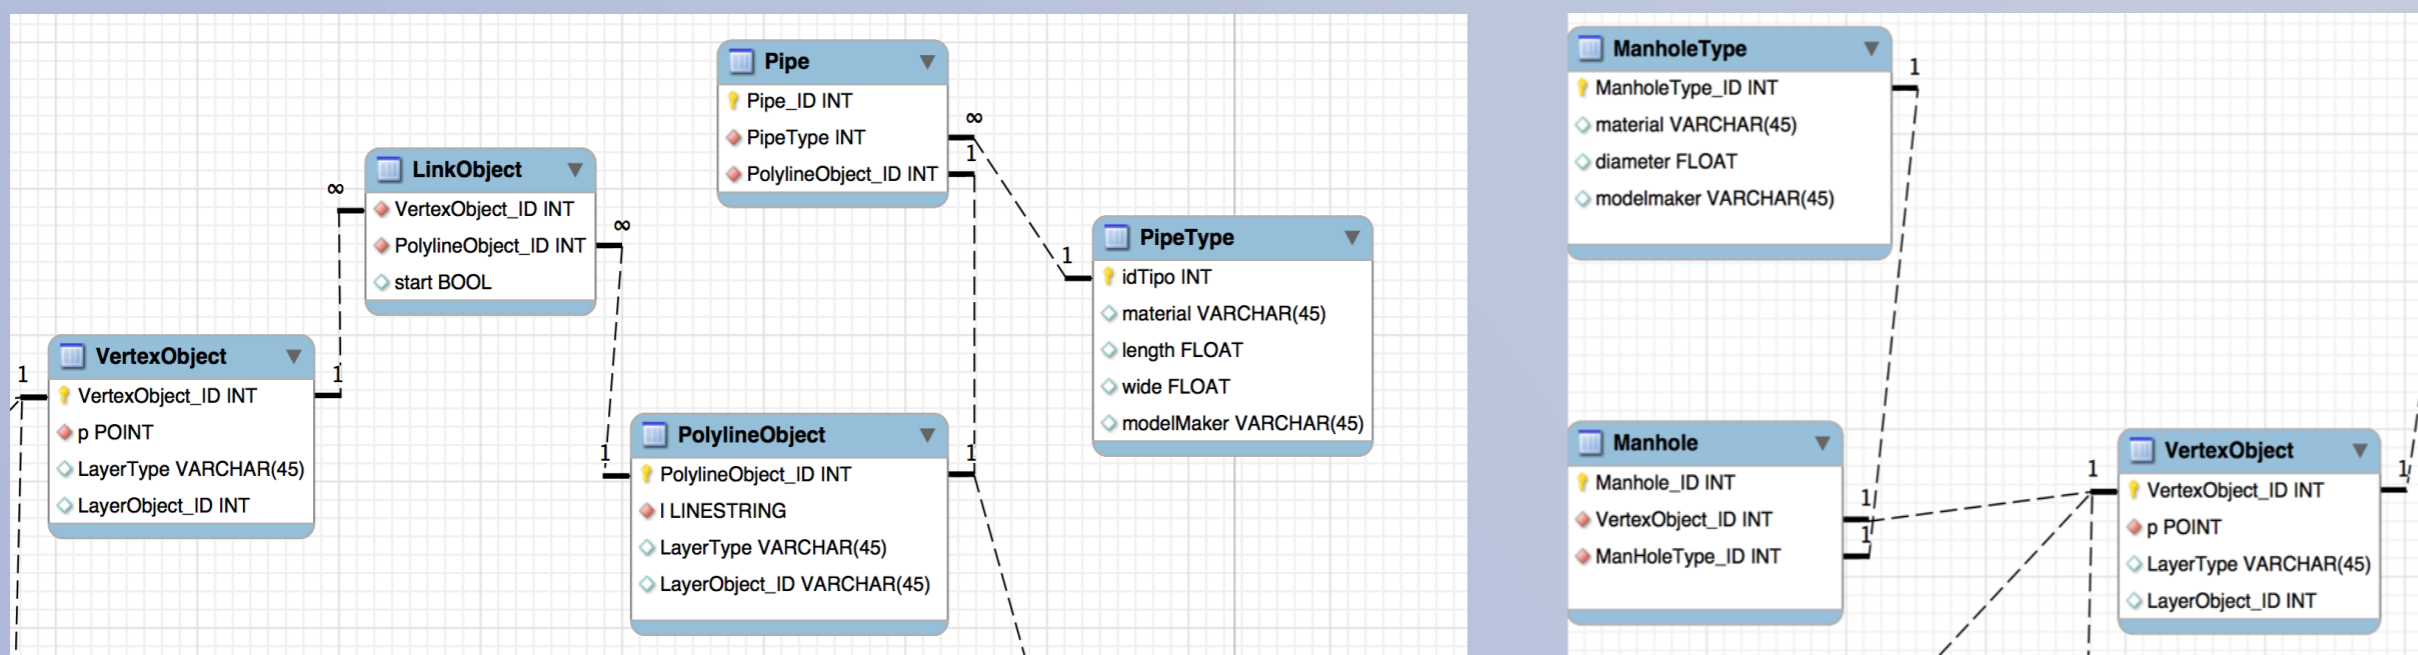 Pipe
Pipe_ID INT
PipeType INT
PolylineObject_ID INT
∞
1
LinkObject
VertexObject_ID INT
PolylineObject_ID INT
start BOOL
∞
∞
PipeType
idTipo INT
material VARCHAR(45)
length FLOAT
wide FLOAT
modelMaker VARCHAR(45)
1
VertexObject
VertexObject_ID INT
p POINT
LayerType VARCHAR(45)
LayerObject_ID INT
1
1
PolylineObject
PolylineObject_ID INT
l LINESTRING
LayerType VARCHAR(45)
LayerObject_ID VARCHAR(45)
1
1
ManholeType
ManholeType_ID INT
material VARCHAR(45)
diameter FLOAT
modelmaker VARCHAR(45)
1
Manhole
Manhole_ID INT
VertexObject_ID INT
ManHoleType_ID INT
1
1
VertexObject
VertexObject_ID INT
p POINT
LayerType VARCHAR(45)
LayerObject_ID INT
1
1